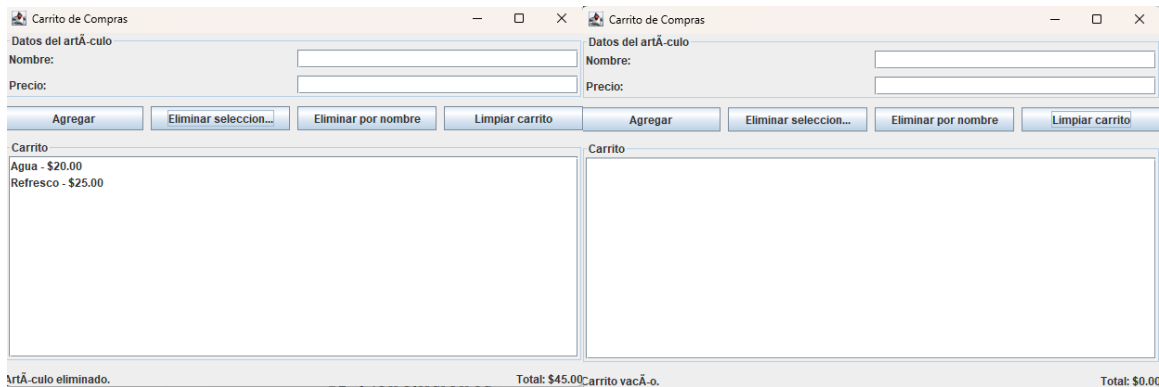 Carrito de Compras
Datos del artÃ-culo
Nombre:
Precio:
Agregar Eliminar seleccion... Eliminar por nombre Limpiar carrito
Carrito
Agua - $20.00
Refresco - $25.00
ArtÃ-culo eliminado. Total: $45.00
Carrito de Compras
Datos del artÃ-culo
Nombre:
Precio:
Agregar Eliminar seleccion... Eliminar por nombre Limpiar carrito
Carrito
Carrito vacÃ-o. Total: $0.00